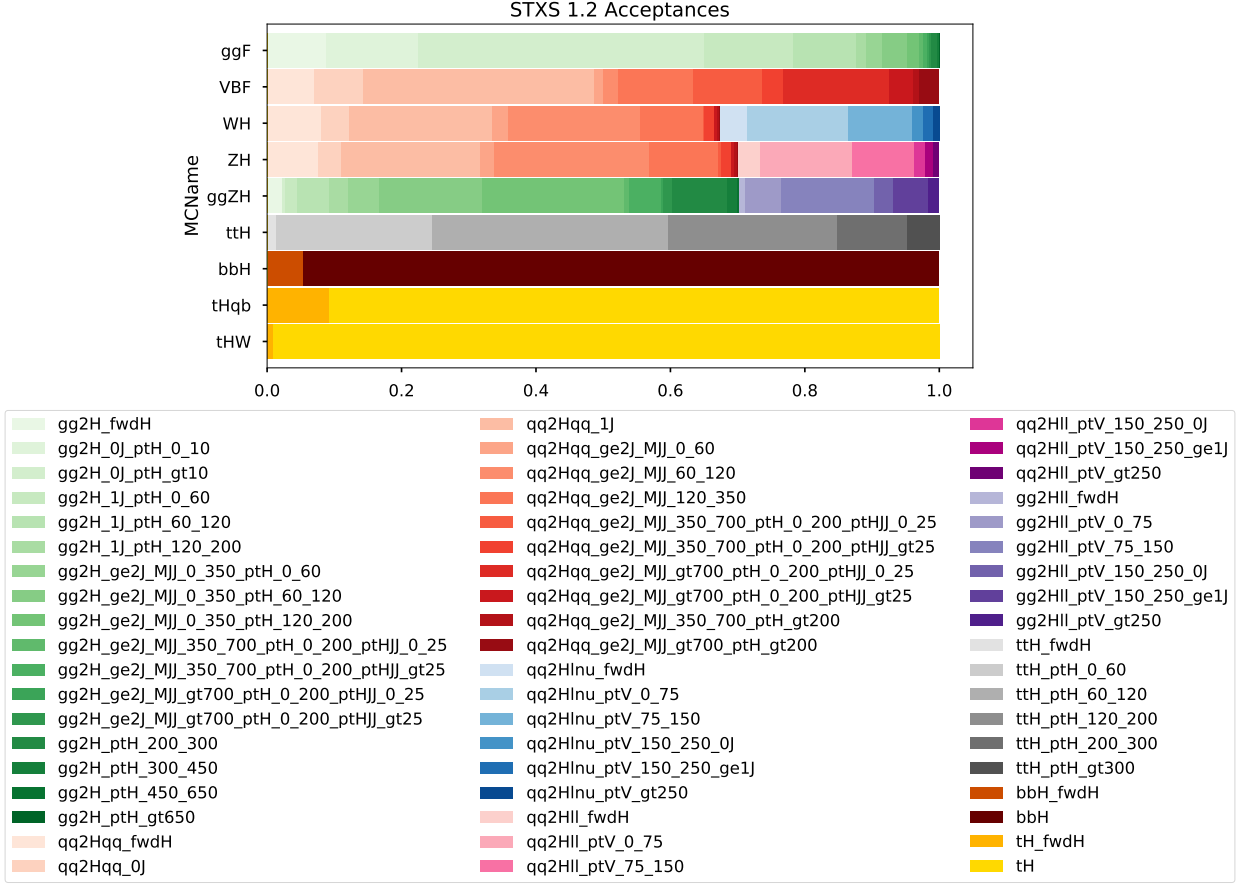 STXS 1.2 Acceptances
MCName
ggF
VBF
WH
ZH
ggZH
ttH
bbH
tHqb
tHW
0.0 0.2 0.4 0.6 0.8 1.0
gg2H_fwdH
gg2H_0J_ptH_0_10
gg2H_0J_ptH_gt10
gg2H_1J_ptH_0_60
gg2H_1J_ptH_60_120
gg2H_1J_ptH_120_200
gg2H_ge2J_MJJ_0_350_ptH_0_60
gg2H_ge2J_MJJ_0_350_ptH_60_120
gg2H_ge2J_MJJ_0_350_ptH_120_200
gg2H_ge2J_MJJ_350_700_ptH_0_200_ptHJJ_0_25
gg2H_ge2J_MJJ_350_700_ptH_0_200_ptHJJ_gt25
gg2H_ge2J_MJJ_gt700_ptH_0_200_ptHJJ_0_25
gg2H_ge2J_MJJ_gt700_ptH_0_200_ptHJJ_gt25
gg2H_ptH_200_300
gg2H_ptH_300_450
gg2H_ptH_450_650
gg2H_ptH_gt650
qq2Hqq_fwdH
qq2Hqq_0J
qq2Hqq_1J
qq2Hqq_ge2J_MJJ_0_60
qq2Hqq_ge2J_MJJ_60_120
qq2Hqq_ge2J_MJJ_120_350
qq2Hqq_ge2J_MJJ_350_700_ptH_0_200_ptHJJ_0_25
qq2Hqq_ge2J_MJJ_350_700_ptH_0_200_ptHJJ_gt25
qq2Hqq_ge2J_MJJ_gt700_ptH_0_200_ptHJJ_0_25
qq2Hqq_ge2J_MJJ_gt700_ptH_0_200_ptHJJ_gt25
qq2Hqq_ge2J_MJJ_350_700_ptH_gt200
qq2Hqq_ge2J_MJJ_gt700_ptH_gt200
qq2Hlnu_fwdH
qq2Hlnu_ptV_0_75
qq2Hlnu_ptV_75_150
qq2Hlnu_ptV_150_250_0J
qq2Hlnu_ptV_150_250_ge1J
qq2Hlnu_ptV_gt250
qq2Hll_fwdH
qq2Hll_ptV_0_75
qq2Hll_ptV_75_150
qq2Hll_ptV_150_250_0J
qq2Hll_ptV_150_250_ge1J
qq2Hll_ptV_gt250
gg2Hll_fwdH
gg2Hll_ptV_0_75
gg2Hll_ptV_75_150
gg2Hll_ptV_150_250_0J
gg2Hll_ptV_150_250_ge1J
gg2Hll_ptV_gt250
ttH_fwdH
ttH_ptH_0_60
ttH_ptH_60_120
ttH_ptH_120_200
ttH_ptH_200_300
ttH_ptH_gt300
bbH_fwdH
bbH
tH_fwdH
tH